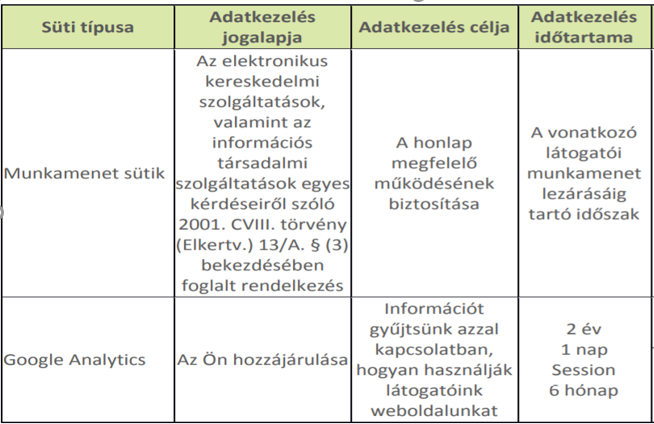 Süti típusa
Adatkezelés
jogalapja
Adatkezelés célja
Adatkezelés
időtartama
Munkamenet sütik
Az elektronikus
kereskedelmi
szolgáltatások,
valamint az
információs
társadalmi
szolgáltatások egyes
kérdéseiről szóló
2001. CVIII. törvény
(Elkertv.) 13/A. § (3)
bekezdésében
foglalt rendelkezés
A honlap
megfelelő
működésének
biztosítása
A vonatkozó
látogatói
munkamenet
lezárásáig
tartó időszak
Google Analytics
Az Ön hozzájárulása
Információt
gyűjtsünk azzal
kapcsolatban,
hogyan használják
látogatóink
weboldalunkat
2 év
1 nap
Session
6 hónap